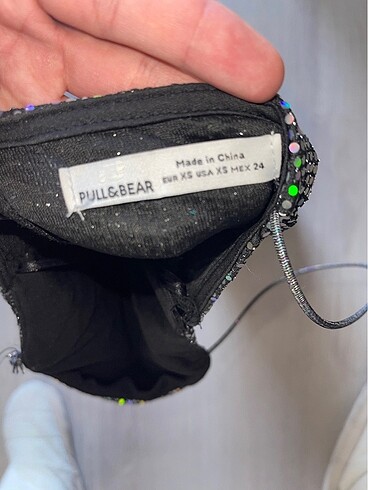 Made in China
PULL&BEAR
EUR XS USA XS MEX 24